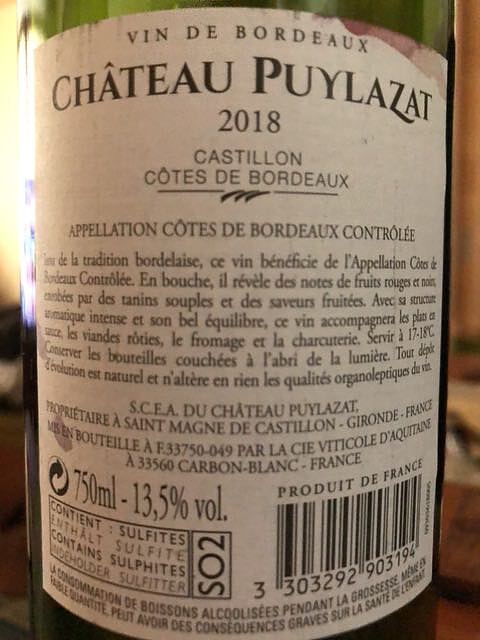 VIN DE BORDEAUX
CHÂTEAU PUYLAZAT
2018
CASTILLON
CÔTES DE BORDEAUX
APPELLATION CÔTES DE BORDEAUX CONTRÔLÉE
de la tradition bordelaise, ce vin bénéficie de l'Appellation Côtes de
Bordeaux Contrôlée. En bouche, il révèle des notes de fruits rouges et noirs,
enrobées par des tanins souples et des saveurs fruitées. Avec sa structure
aromatique intense et son bel équilibre, ce vin accompagnera les plats en
sauce, les viandes rôties, le fromage et la charcuterie. Servir à 17-18°C
Conserver les bouteilles couchées à l'abri de la lumière. Tout dépôt
d'évolution est naturel et n'altère en rien les qualités organoleptiques du vin.
S.C.E.A. DU CHÂTEAU PUYLAZAT,
PROPRIÉTAIRE À SAINT MAGNE DE CASTILLON - GIRONDE - FRANCE
MIS EN BOUTEILLE À F.33750-049 PAR LA CIE VITICOLE D'AQUITAINE
À 33560 CARBON-BLANC - FRANCE
750ml - 13,5% vol.
PRODUIT DE FRANCE
CONTIENT : SULFITES
ENTHÄLT SULFITE
CONTAINS SULPHITES
INDEHOLDER SULFITTER
SO2
3 303292 903194
LA CONSOMMATION DE BOISSONS ALCOOLISÉES PENDANT LA GROSSESSE, MÊME EN
FAIBLE QUANTITÉ, PEUT AVOIR DES CONSÉQUENCES GRAVES SUR LA SANTÉ DE L'ENFANT.